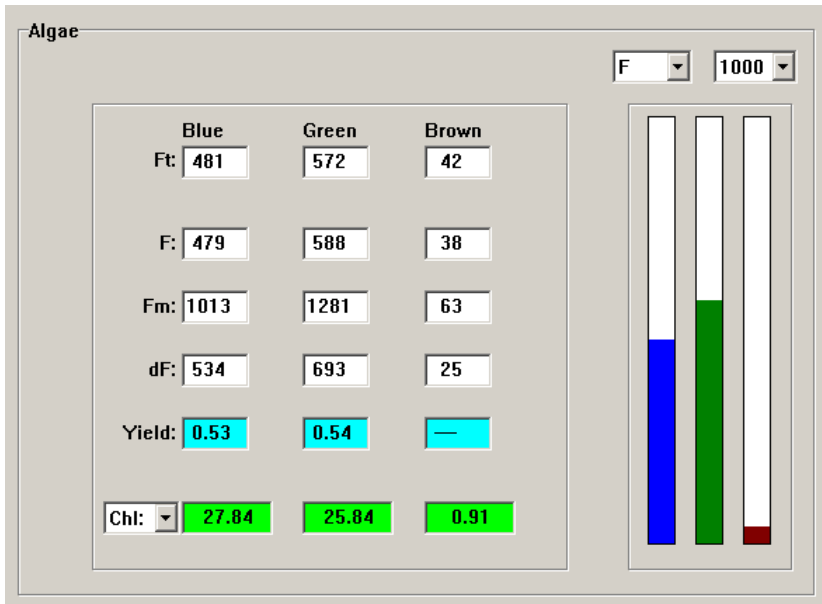 Algae
F 1000
Blue Green Brown
Ft: 481 572 42
F: 479 588 38
Fm: 1013 1281 63
dF: 534 693 25
Yield: 0.53 0.54 —
Chl: 27.84 25.84 0.91